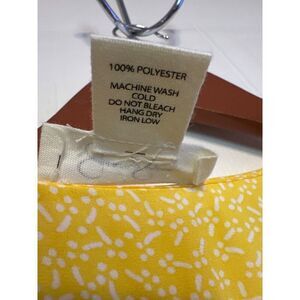 100% POLYESTER
MACHINE WASH
COLD
DO NOT BLEACH
HANG DRY
IRON LOW